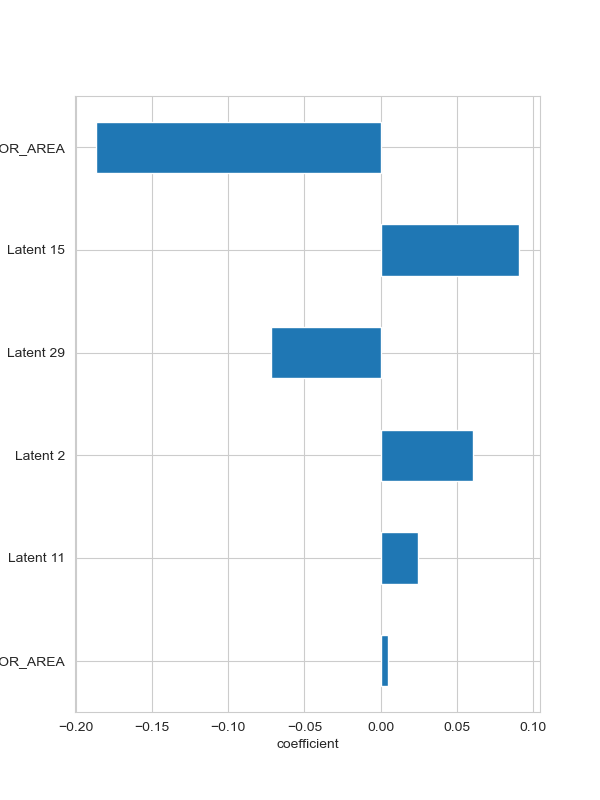 OR_AREA
Latent 15
Latent 29
Latent 2
Latent 11
OR_AREA
−0.20 −0.15 −0.10 −0.05 0.00 0.05 0.10
coefficient